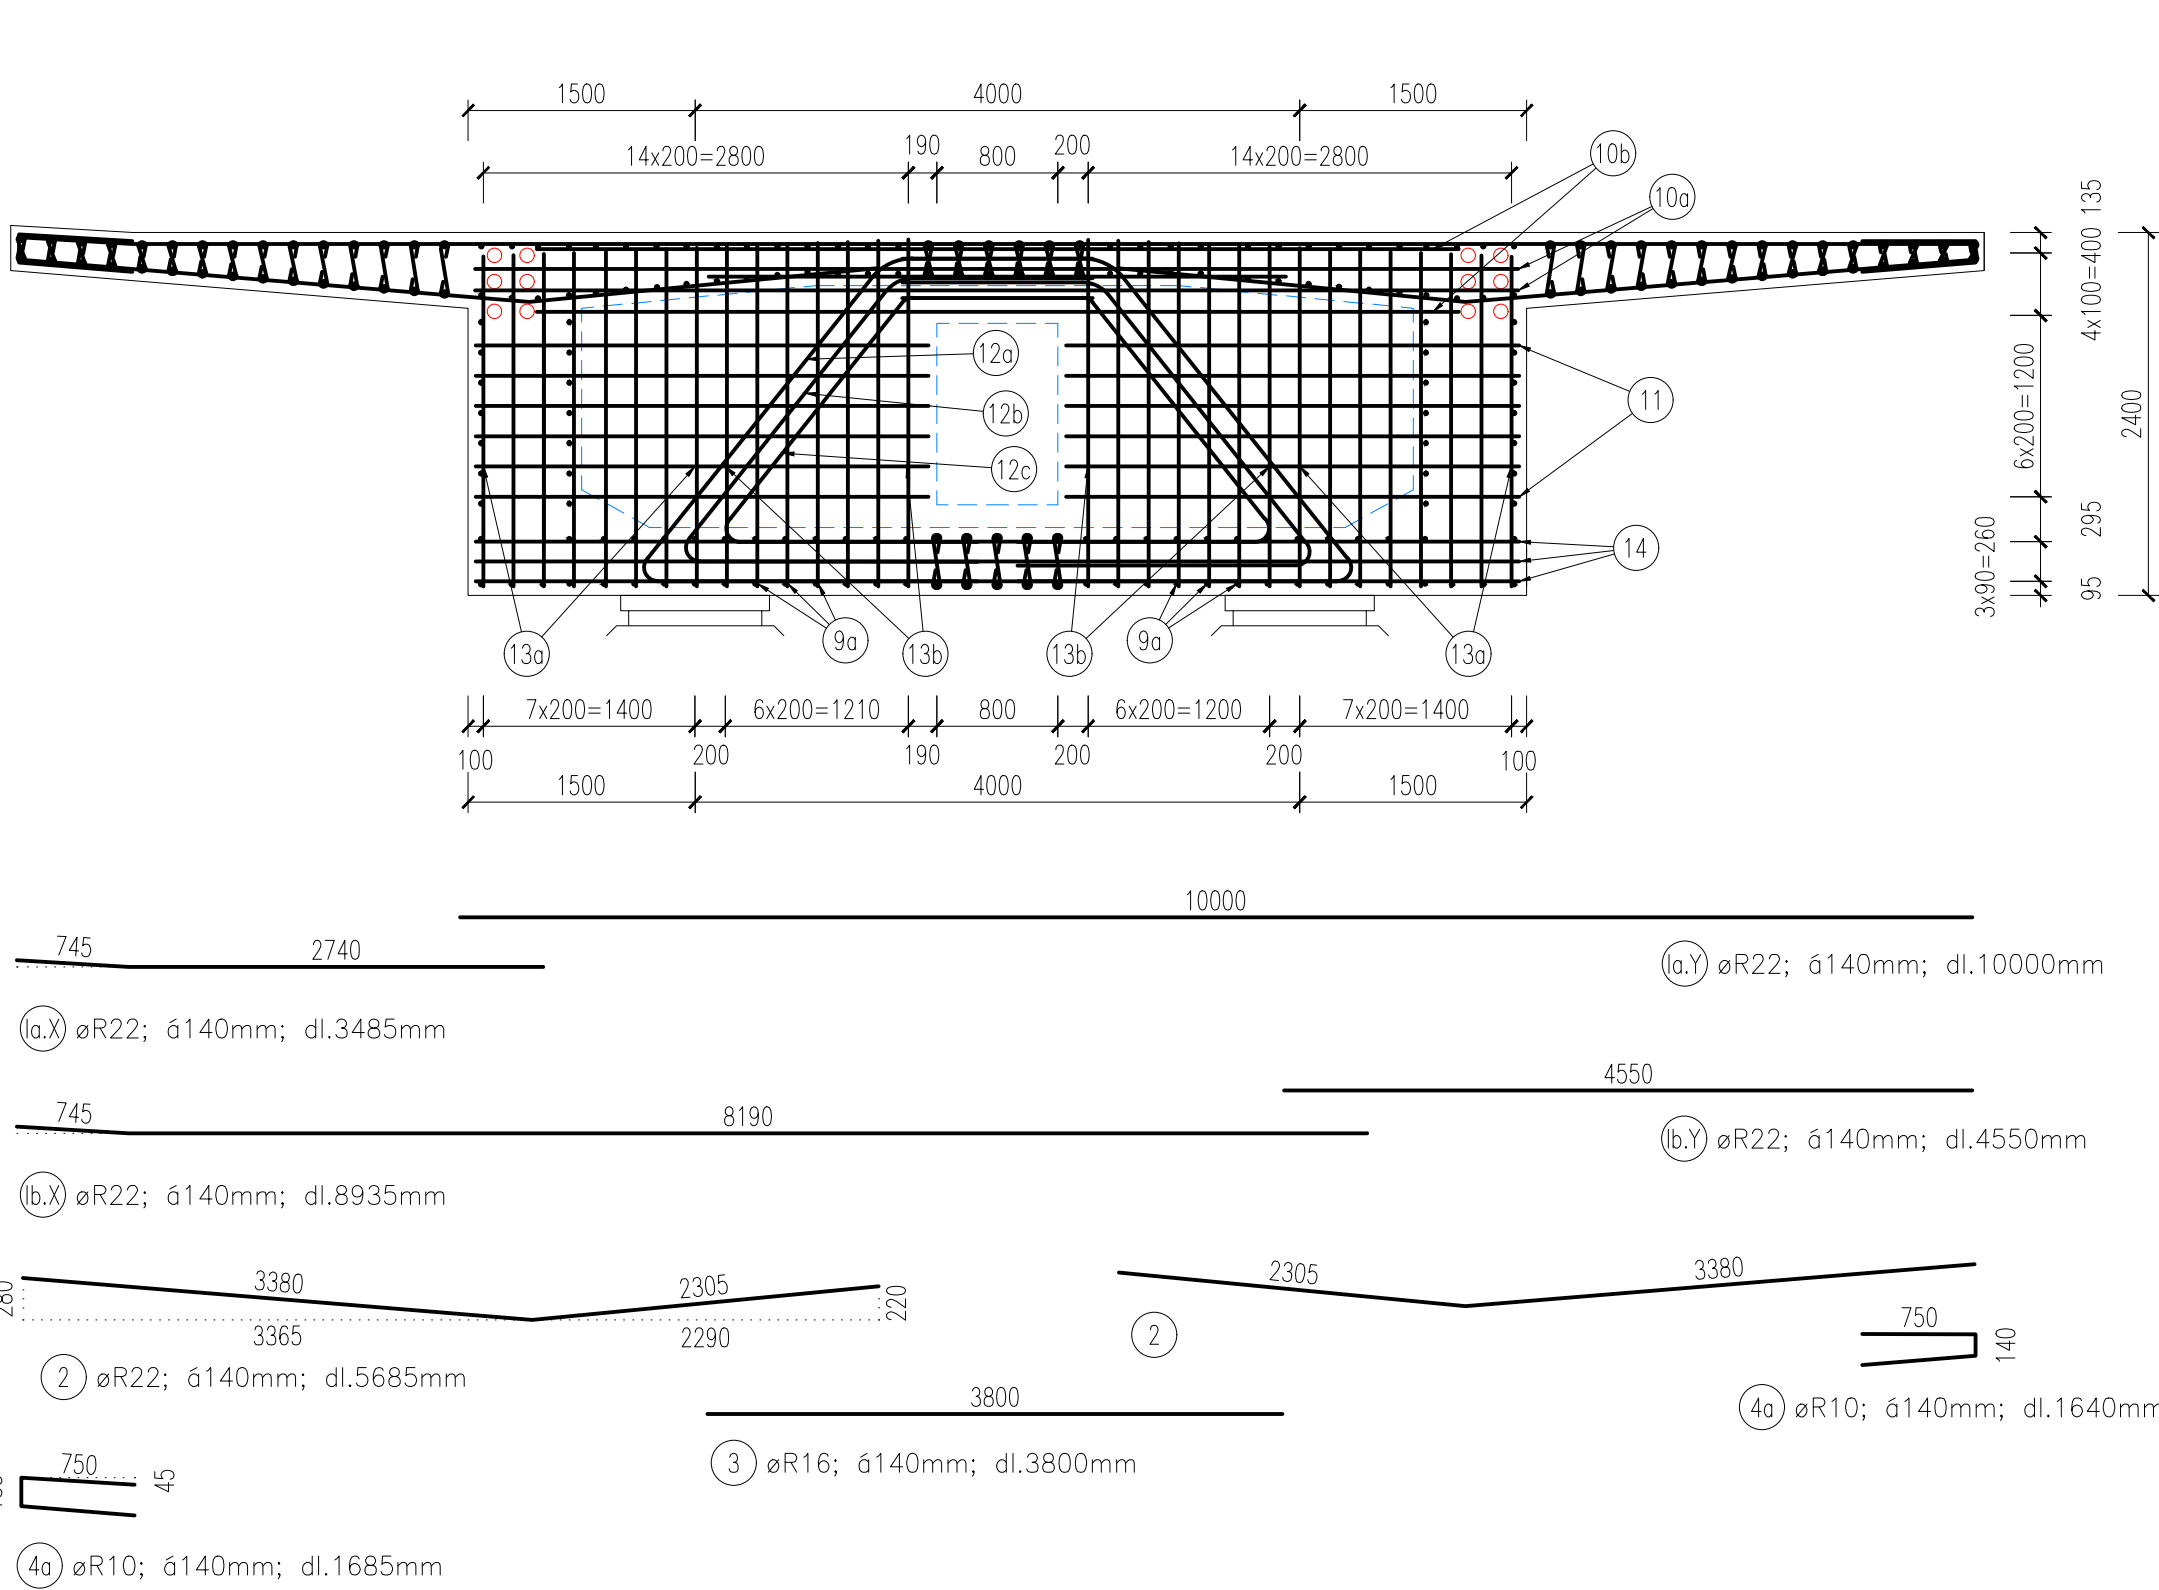 1500 4000 1500
14x200=2800 190 800 200 14x200=2800
10b
10a
135
4x100=400
6x200=1200
2400
295
3x90=260
95
12a
12b
12c
11
14
13a 9a 13b 13b 9a 13a
7x200=1400 6x200=1210 800 6x200=1200 7x200=1400
100 200 190 200 200 100
1500 4000 1500
10000
Ia.Y øR22; á140mm; dl.10000mm
745 2740
Ia.X øR22; á140mm; dl.3485mm
4550
Ib.Y øR22; á140mm; dl.4550mm
745 8190
Ib.X øR22; á140mm; dl.8935mm
280 3380 2305 220
3365 2290
2 øR22; á140mm; dl.5685mm
2305 3380
2
750 140
4a øR10; á140mm; dl.1640mm
3800
3 øR16; á140mm; dl.3800mm
750 45
4a øR10; á140mm; dl.1685mm